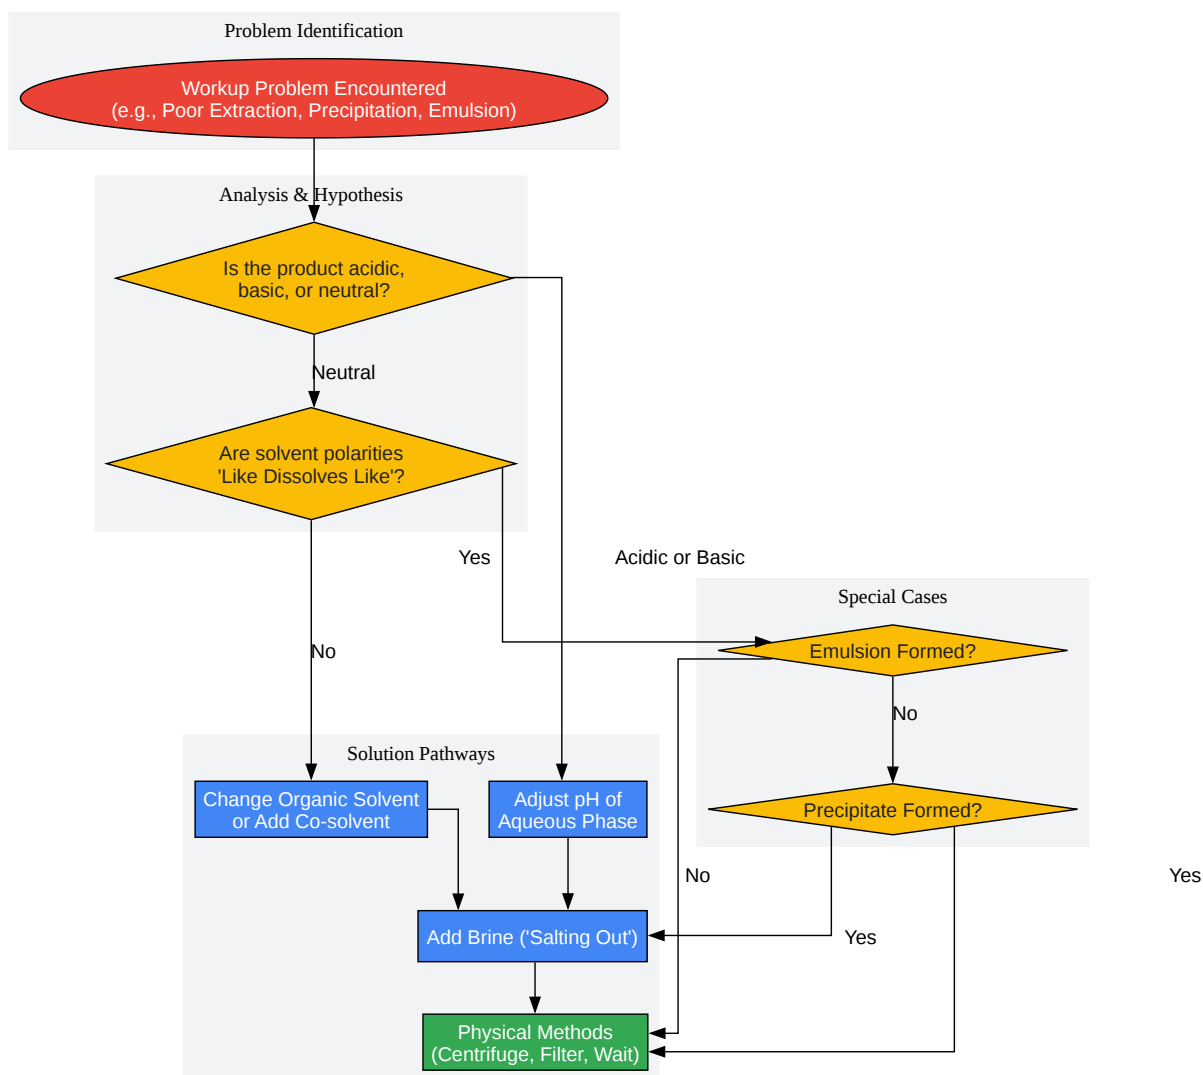 Problem Identification
Workup Problem Encountered
(e.g., Poor Extraction, Precipitation, Emulsion)
Analysis & Hypothesis
Is the product acidic,
basic, or neutral?
Neutral
Are solvent polarities
'Like Dissolves Like'?
Yes
Acidic or Basic
Special Cases
No
Emulsion Formed?
No
Solution Pathways
Change Organic Solvent
or Add Co-solvent
Adjust pH of
Aqueous Phase
Precipitate Formed?
No
Yes
Add Brine ('Salting Out')
Yes
Physical Methods
(Centrifuge, Filter, Wait)